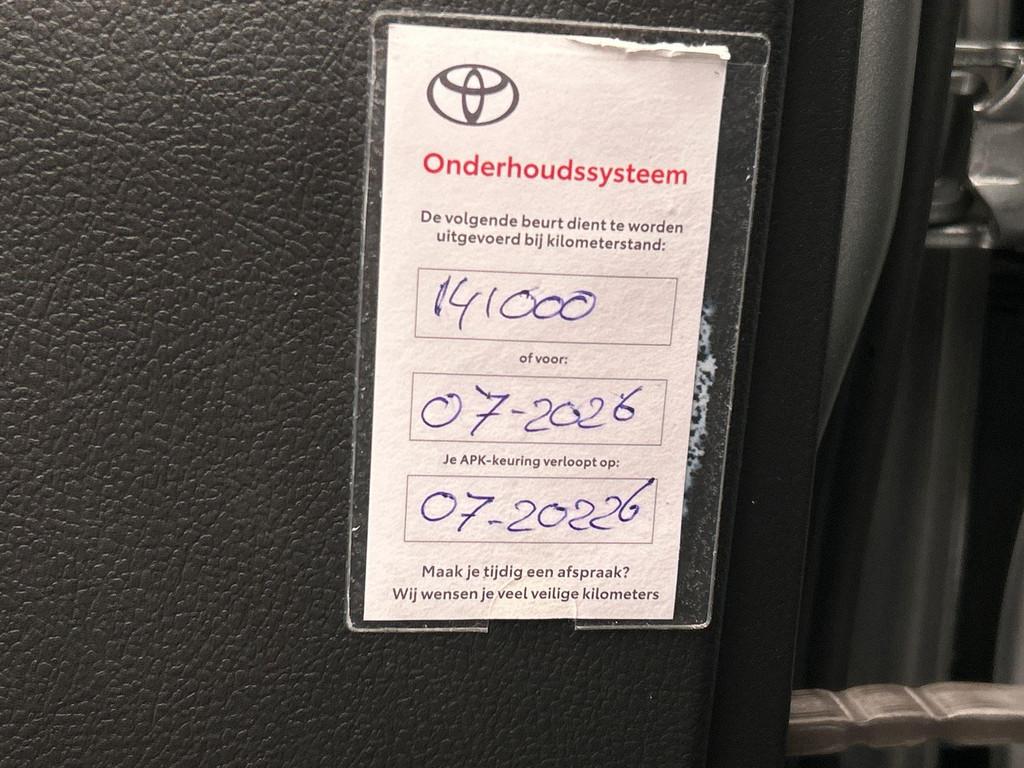 Onderhoudssysteem
De volgende beurt dient te worden
uitgevoerd bij kilometerstand:
141000
of voor:
07-2026
Je APK-keuring verloopt op:
07-20226
Maak je tijdig een afspraak?
Wij wensen je veel veilige kilometers